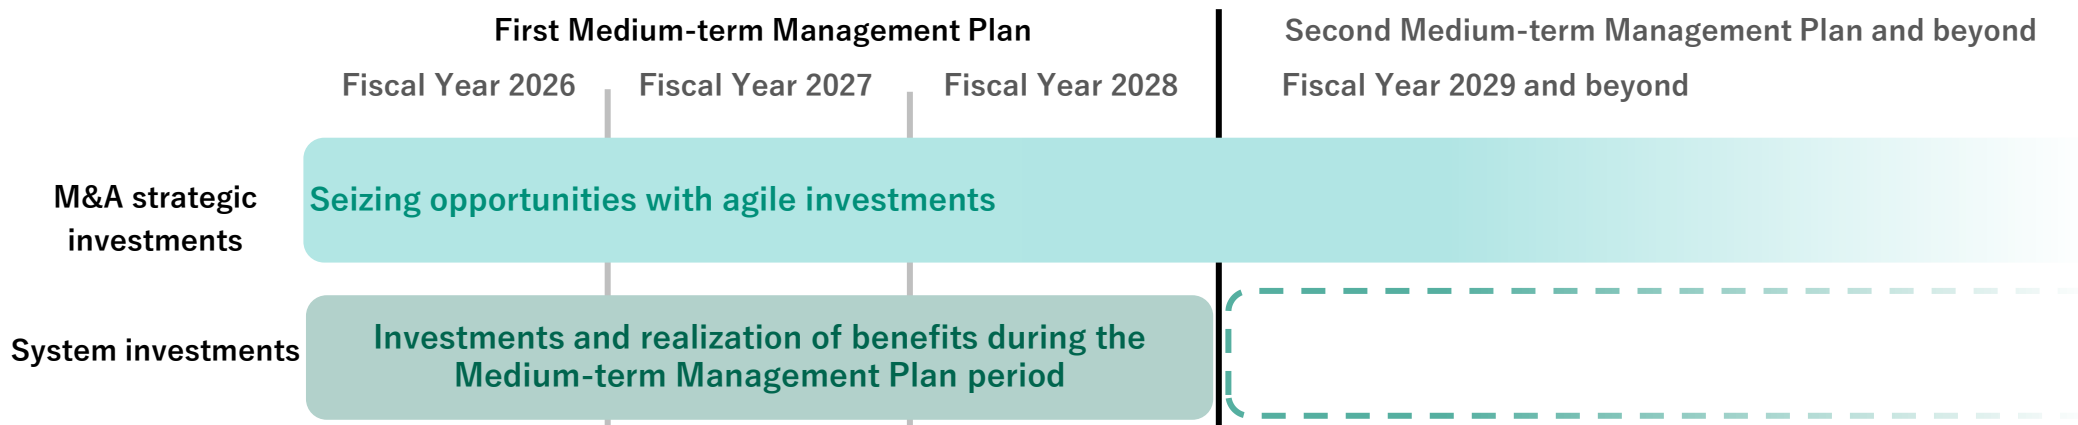 First Medium-term Management Plan
Second Medium-term Management Plan and beyond
Fiscal Year 2026
Fiscal Year 2027
Fiscal Year 2028
Fiscal Year 2029 and beyond
M&A strategic
investments
Seizing opportunities with agile investments
System investments
Investments and realization of benefits during the
Medium-term Management Plan period